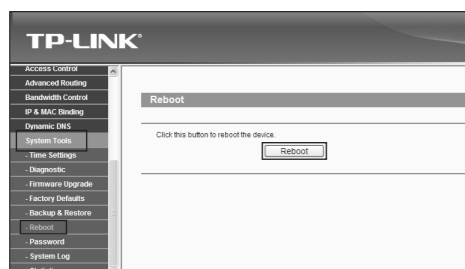 TP-LINK®
Access Control
Advanced Routing
Bandwidth Control
IP & MAC Binding
Dynamic DNS
System Tools
- Time Settings
- Diagnostic
- Firmware Upgrade
- Factory Defaults
- Backup & Restore
- Reboot
- Password
- System Log
- Statistics
Reboot
Click this button to reboot the device.
Reboot